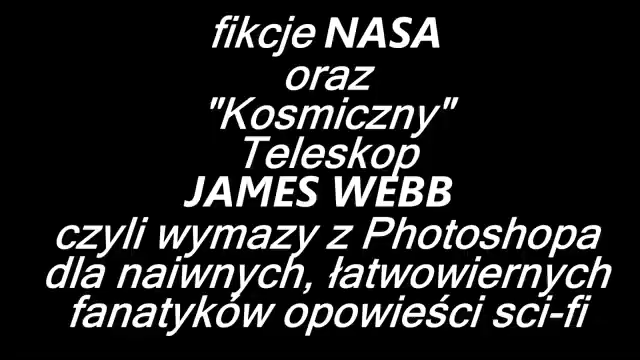 fikcje NASA
oraz
"Kosmiczny"
Teleskop
JAMES WEBB
czyli wymazy z Photoshopa
dla naiwnych, łatwowiernych
fanatyków opowieści sci-fi